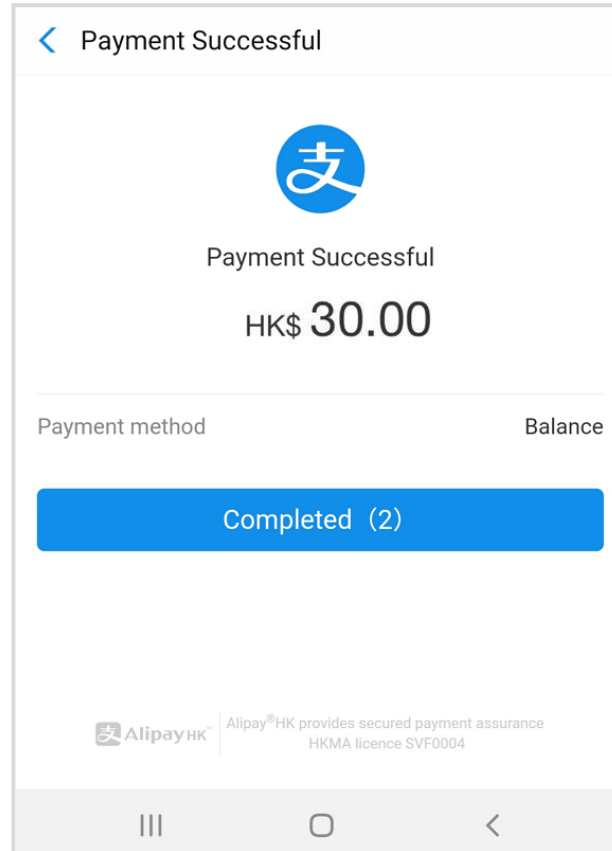 Payment Successful
支
Payment Successful
HK$ 30.00
Payment method Balance
Completed（2）
支 Alipay HK™
Alipay®HK provides secured payment assurance
HKMA licence SVF0004